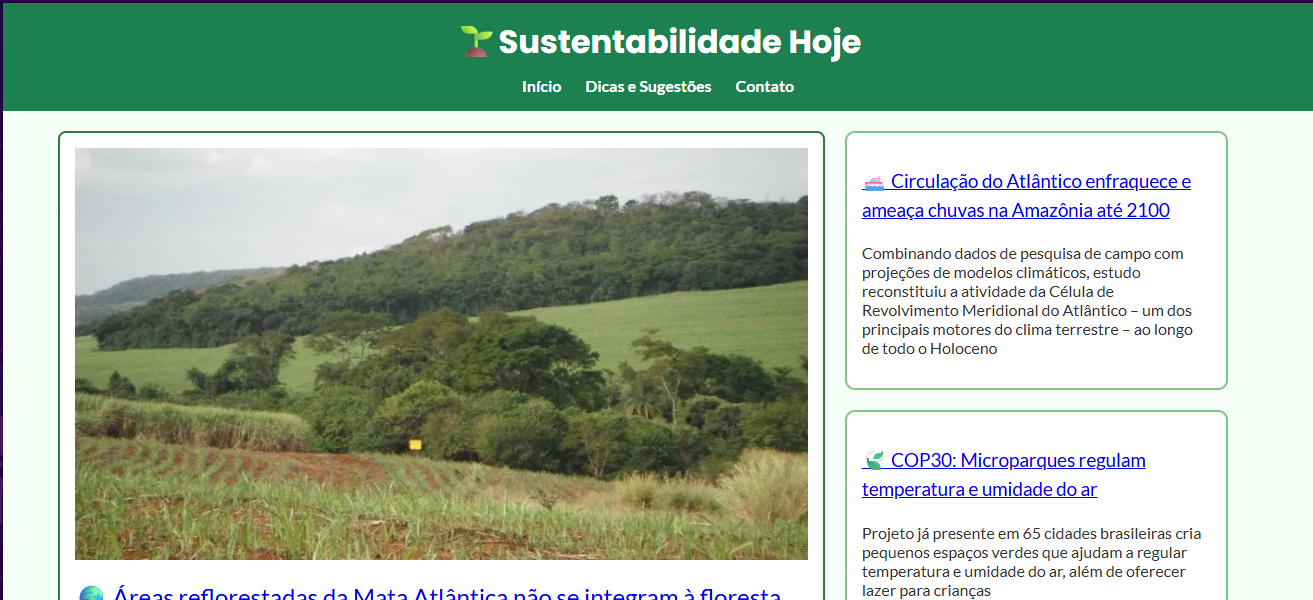 Sustentabilidade Hoje
Início Dicas e Sugestões Contato
Áreas reflorestadas da Mata Atlântica não se integram à floresta
Circulação do Atlântico enfraquece e
ameaça chuvas na Amazônia até 2100
Combinando dados de pesquisa de campo com
projeções de modelos climáticos, estudo
reconstituiu a atividade da Célula de
Revolvimento Meridional do Atlântico – um dos
principais motores do clima terrestre – ao longo
de todo o Holoceno
COP30: Microparques regulam
temperatura e umidade do ar
Projeto já presente em 65 cidades brasileiras cria
pequenos espaços verdes que ajudam a regular
temperatura e umidade do ar, além de oferecer
lazer para crianças